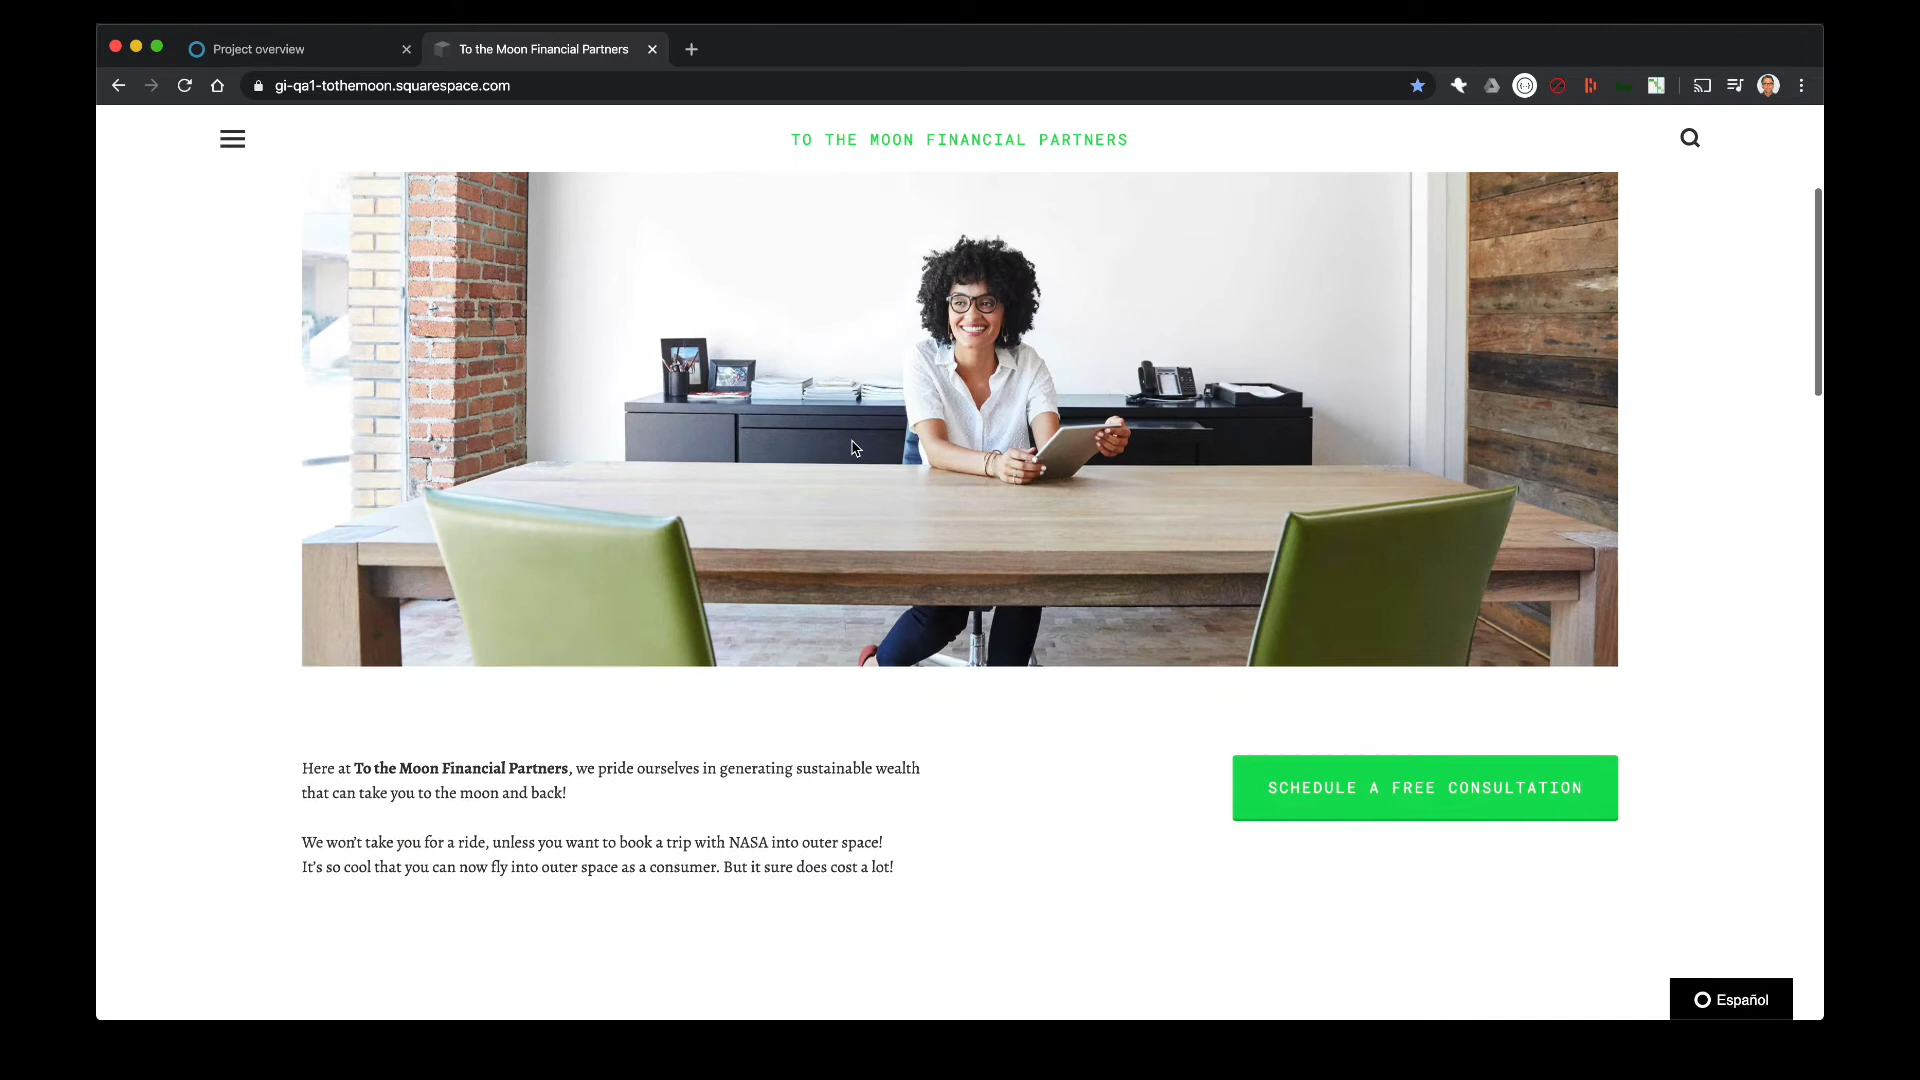 Project overview
To the Moon Financial Partners
gi-qa1-tothemoon.squarespace.com
TO THE MOON FINANCIAL PARTNERS
Here at To the Moon Financial Partners, we pride ourselves in generating sustainable wealth
that can take you to the moon and back!
We won't take you for a ride, unless you want to book a trip with NASA into outer space!
It's so cool that you can now fly into outer space as a consumer. But it sure does cost a lot!
SCHEDULE A FREE CONSULTATION
Español